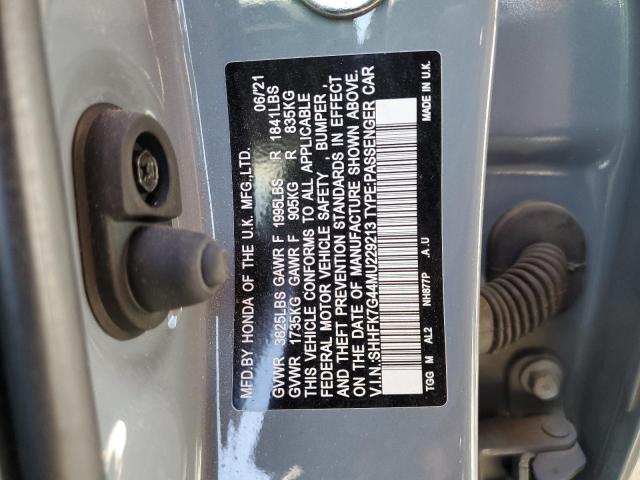 MFD.BY HONDA OF THE U.K. MFG.,LTD. 06/'21
GVWR 3825LBS GAWR F 1995LBS R 1841LBS
GVWR 1735KG GAWR F 905KG R 835KG
THIS VEHICLE CONFORMS TO ALL APPLICABLE
FEDERAL MOTOR VEHICLE SAFETY , BUMPER ,
AND THEFT PREVENTION STANDARDS IN EFFECT
ON THE DATE OF MANUFACTURE SHOWN ABOVE.
V.I.N.:SHHFK7G44MU229213 TYPE:PASSENGER CAR
TGG M AL2 NH877P .A.U MADE IN U.K.